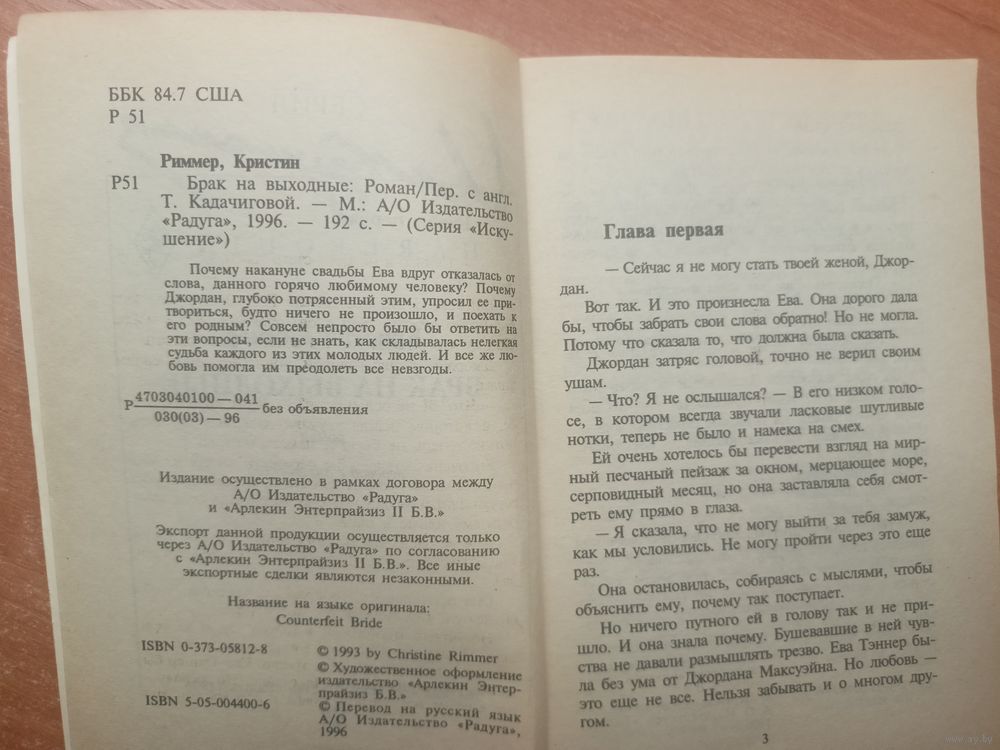 ББК 84.7 США
Р 51
Риммер, Кристин
Р51 Брак на выходные: Роман/Пер. с англ.
Т. Кадачиговой. — М.: А/О Издательство
«Радуга», 1996. — 192 с. — (Серия «Иску-
шение»)
Почему накануне свадьбы Ева вдруг отказалась от
слова, данного горячо любимому человеку? Почему
Джордан, глубоко потрясенный этим, упросил ее при-
твориться, будто ничего не произошло, и поехать к
его родным? Совсем непросто было бы ответить на
эти вопросы, если не знать, как складывалась нелегкая
судьба каждого из этих молодых людей. И все же лю-
бовь помогла им преодолеть все невзгоды.
4703040100—041
Р без объявления
030(03)—96
Издание осуществлено в рамках договора между
А/О Издательство «Радуга»
и «Арлекин Энтерпрайзиз II Б.В.»
Экспорт данной продукции осуществляется только
через А/О Издательство «Радуга» по согласованию
с «Арлекин Энтерпрайзиз II Б.В.». Все иные
экспортные сделки являются незаконными.
Название на языке оригинала:
Counterfeit Bride
ISBN 0-373-05812-8
© 1993 by Christine Rimmer
© Художественное оформление
издательство «Арлекин Энтер-
прайзиз Б.В.»
ISBN 5-05-004400-6
© Перевод на русский язык
А/О Издательство «Радуга»,
1996
Глава первая
— Сейчас я не могу стать твоей женой, Джор-
дан.
Вот так. И это произнесла Ева. Она дорого дала
бы, чтобы забрать свои слова обратно! Но не могла.
Потому что сказала то, что должна была сказать.
Джордан затряс головой, точно не верил своим
ушам.
— Что? Я не ослышался? — В его низком голо-
се, в котором всегда звучали ласковые шутливые
нотки, теперь не было и намека на смех.
Ей очень хотелось бы перевести взгляд на мир-
ный песчаный пейзаж за окном, мерцающее море,
серповидный месяц, но она заставляла себя смот-
реть ему прямо в глаза.
— Я сказала, что не могу выйти за тебя замуж,
как мы условились. Не могу пройти через это еще
раз.
Она остановилась, собираясь с мыслями, чтобы
объяснить ему, почему так поступает.
Но ничего путного ей в голову так и не при-
шло. И она знала почему. Бушевавшие в ней чув-
ства не давали размышлять трезво. Ева Тэннер бы-
ла без ума от Джордана Максуэйна. Но любовь —
это еще не все. Нельзя забывать и о многом дру-
гом.
3
www.ay.by